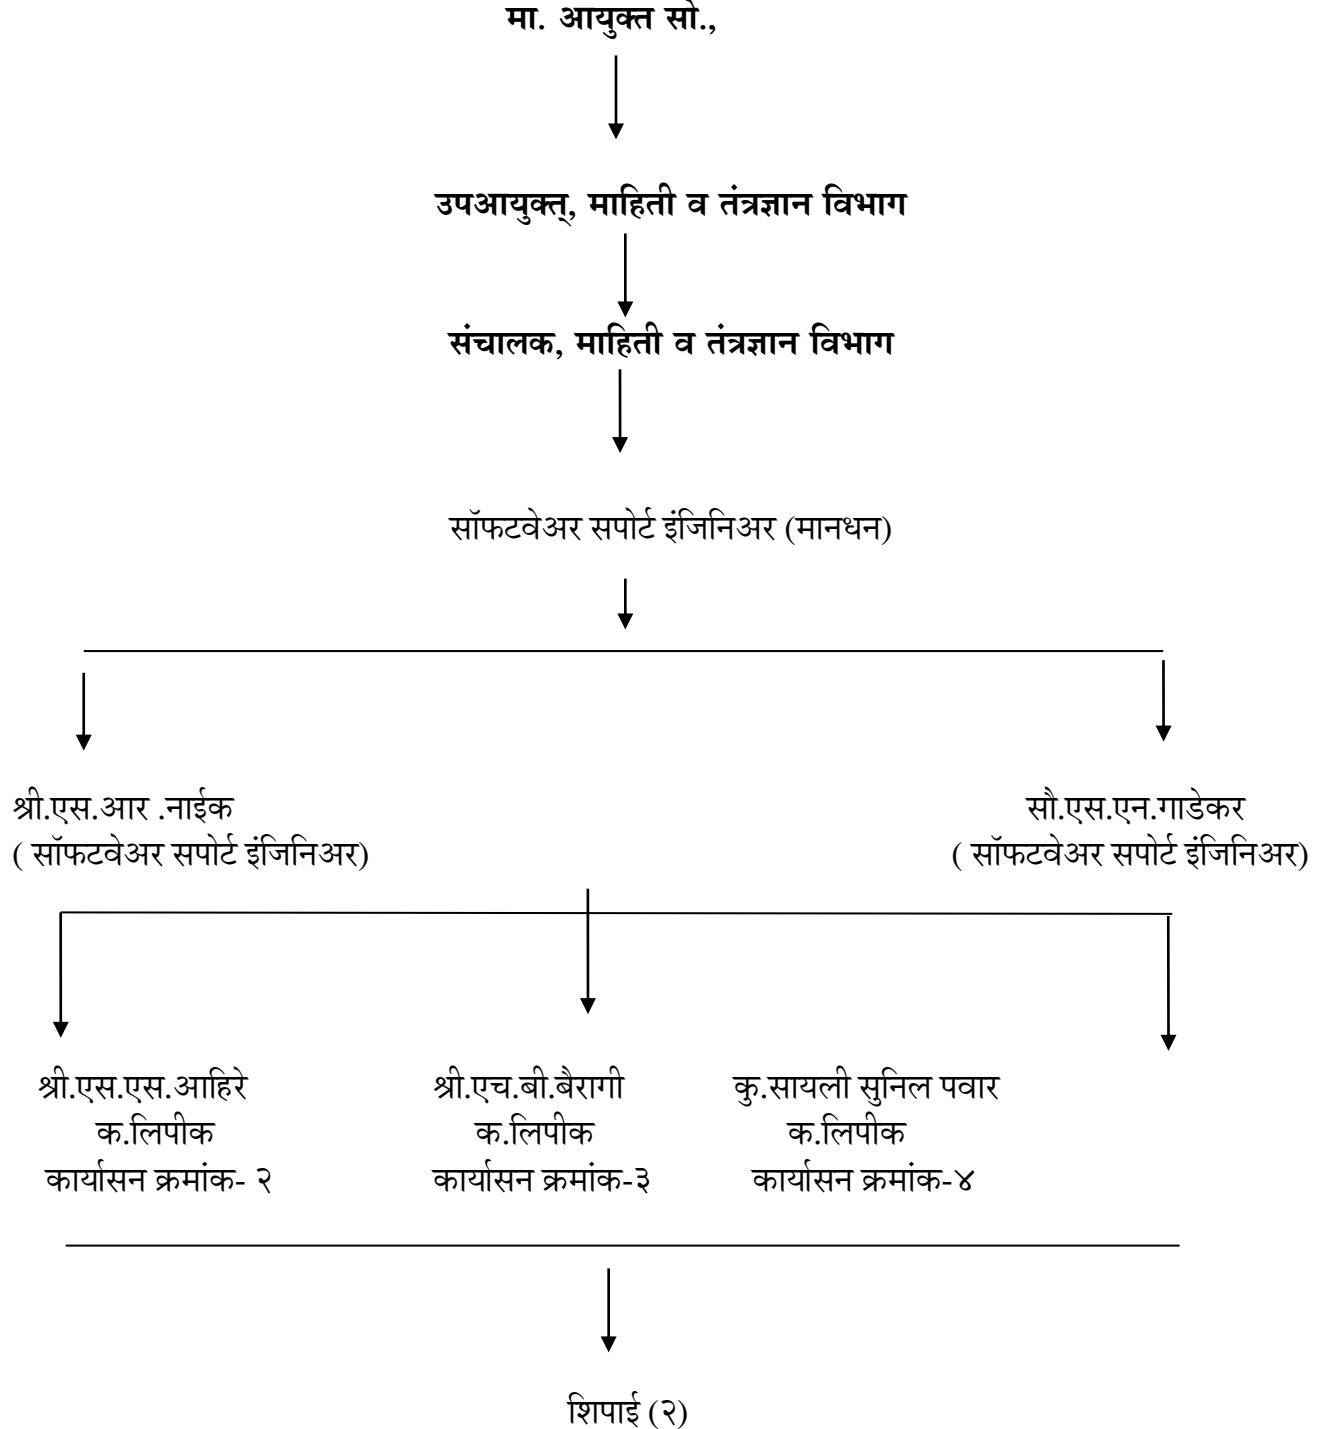 मा. आयुक्त सो.,
उपआयुक्त्, माहिती व तंत्रज्ञान विभाग
संचालक, माहिती व तंत्रज्ञान विभाग
सॉफटवेअर सपोर्ट इंजिनिअर (मानधन)
श्री.एस.आर .नाईक
( सॉफटवेअर सपोर्ट इंजिनिअर)
सौ.एस.एन.गाडेकर
( सॉफटवेअर सपोर्ट इंजिनिअर)
श्री.एस.एस.आहिरे
क.लिपीक
कार्यासन क्रमांक- २
श्री.एच.बी.बैरागी
क.लिपीक
कार्यासन क्रमांक-३
कु.सायली सुनिल पवार
क.लिपीक
कार्यासन क्रमांक-४
शिपाई (२)